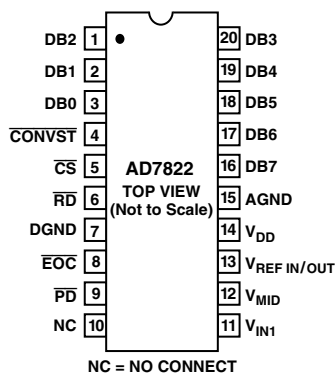 DB2 1 20 DB3
DB1 2 19 DB4
DB0 3 18 DB5
CONVST 4 17 DB6
CS 5 AD7822 16 DB7
RD 6 TOP VIEW 15 AGND
(Not to Scale)
DGND 7 14 VDD
EOC 8 13 VREF IN/OUT
PD 9 12 VMID
NC 10 11 VIN1
NC = NO CONNECT